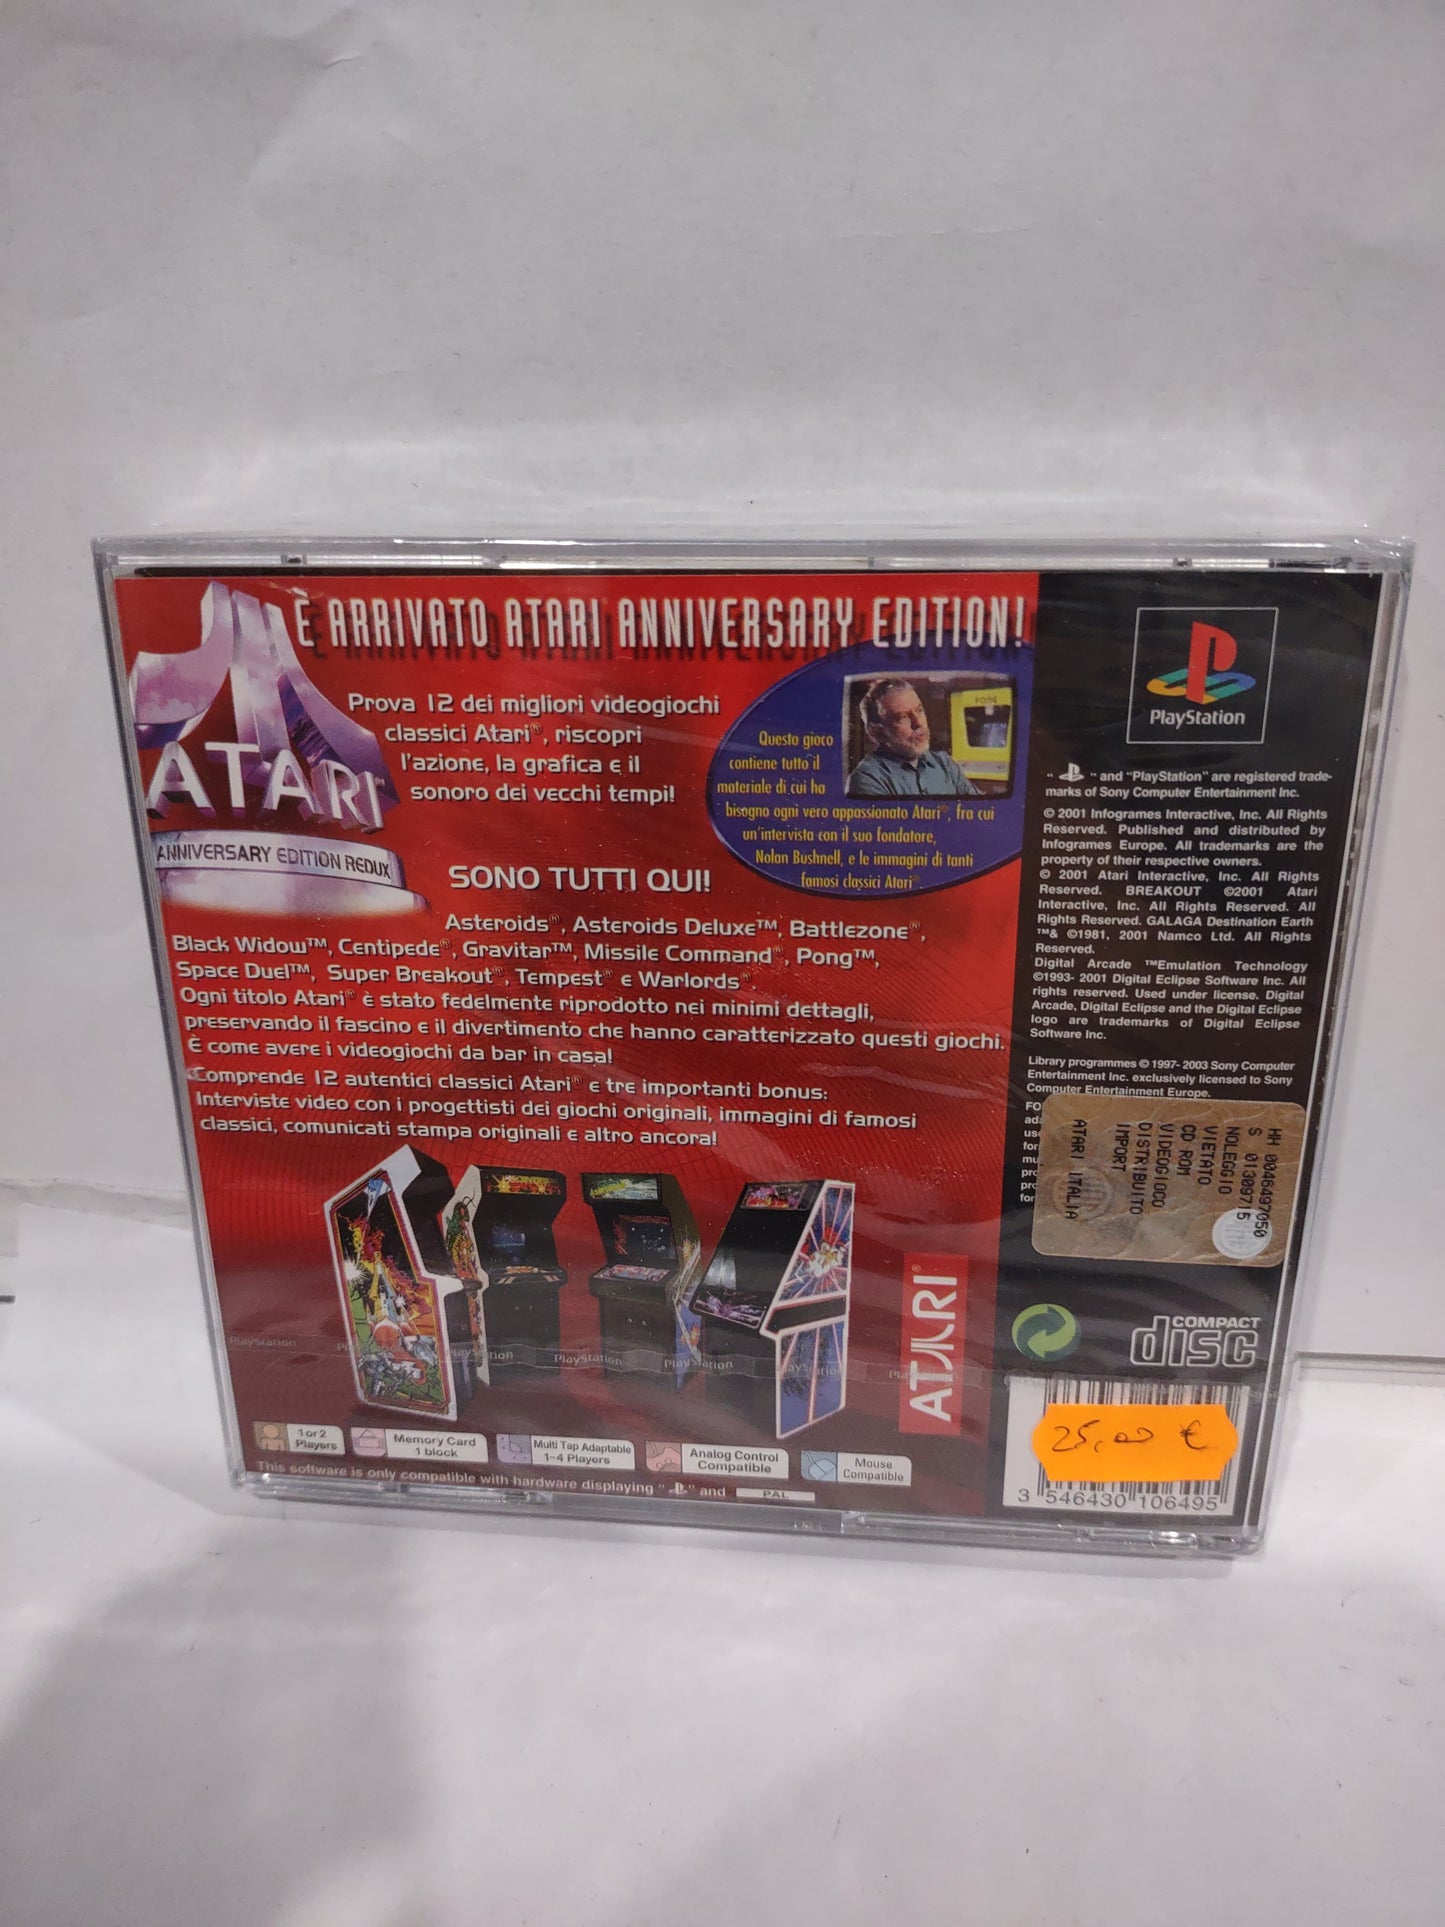 È ARRIVATO ATARI ANNIVERSARY EDITION!
ATARI
ANNIVERSARY EDITION REDUX
Prova 12 dei migliori videogiochi
classici Atari®, riscopri
l'azione, la grafica e il
sonoro dei vecchi tempi!
PONG
Questo gioco
contiene tutto il
materiale di cui ha
bisogno ogni vero appassionato Atari®, fra cui
un'intervista con il suo fondatore,
Nolan Bushnell, e le immagini di tanti
famosi classici Atari®.
SONO TUTTI QUI!
Asteroids®, Asteroids Deluxe™, Battlezone®,
Black Widow™, Centipede®, Gravitar™, Missile Command®, Pong™,
Space Duel™, Super Breakout®, Tempest® e Warlords®.
Ogni titolo Atari® è stato fedelmente riprodotto nei minimi dettagli,
preservando il fascino e il divertimento che hanno caratterizzato questi giochi.
È come avere i videogiochi da bar in casa!
Comprende 12 autentici classici Atari® e tre importanti bonus:
Interviste video con i progettisti dei giochi originali, immagini di famosi
classici, comunicati stampa originali e altro ancora!
PlayStation PlayStation PlayStation PlayStation
ATARI®
1 or 2
Players
Memory Card
1 block
Multi Tap Adaptable
1-4 Players
Analog Control
Compatible
Mouse
Compatible
This software is only compatible with hardware displaying " " and PAL
PlayStation
" " and "PlayStation" are registered trade-
marks of Sony Computer Entertainment Inc.
© 2001 Infogrames Interactive, Inc. All Rights
Reserved. Published and distributed by
Infogrames Europe. All trademarks are the
property of their respective owners.
© 2001 Atari Interactive, Inc. All Rights
Reserved. BREAKOUT ©2001 Atari
Interactive, Inc. All Rights Reserved. All
Rights Reserved. GALAGA Destination Earth
™& ©1981, 2001 Namco Ltd. All Rights
Reserved.
Digital Arcade ™Emulation Technology
©1993- 2001 Digital Eclipse Software Inc. All
rights reserved. Used under license. Digital
Arcade, Digital Eclipse and the Digital Eclipse
logo are trademarks of Digital Eclipse
Software Inc.
Library programmes © 1997- 2003 Sony Computer
Entertainment Inc. exclusively licensed to Sony
Computer Entertainment Europe.
HH 0046497050
S 01309715
NOLEGGIO
VIETATO
CD ROM
VIDEOGIOCO
DISTRIBUITO
IMPORT
ATARI ITALIA
COMPACT
disc
25,00 €
3 546430 106495